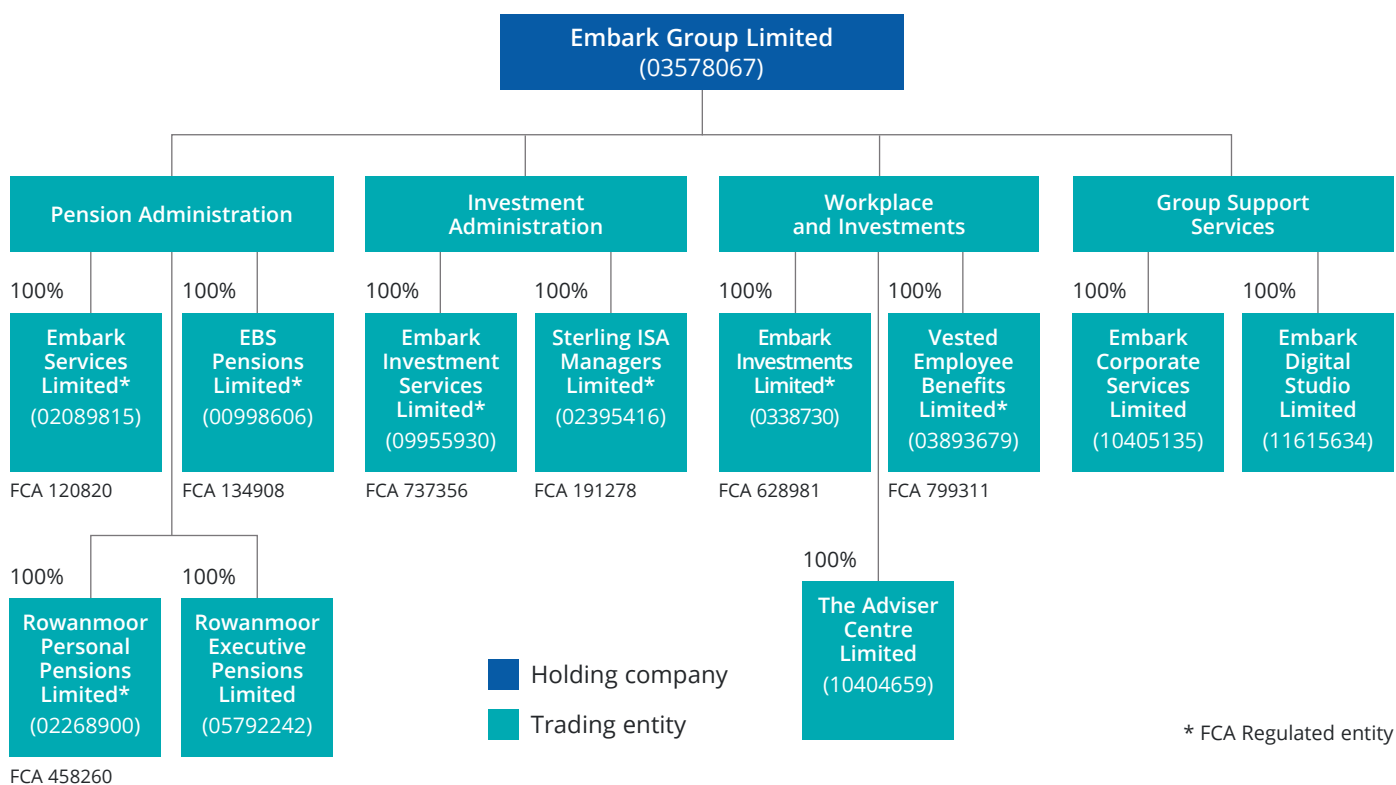 Embark Group Limited
(03578067)
Pension Administration
Investment
Administration
Workplace
and Investments
Group Support
Services
100%
100%
100%
100%
100%
100%
100%
100%
Embark
Services
Limited*
(02089815)
EBS
Pensions
Limited*
(00998606)
Embark
Investment
Services
Limited*
(09955930)
Sterling ISA
Managers
Limited*
(02395416)
Embark
Investments
Limited*
(0338730)
Vested
Employee
Benefits
Limited*
(03893679)
Embark
Corporate
Services
Limited
(10405135)
Embark
Digital
Studio
Limited
(11615634)
FCA 120820
FCA 134908
FCA 737356
FCA 191278
FCA 628981
FCA 799311
100%
100%
100%
Rowanmoor
Personal
Pensions
Limited*
(02268900)
Rowanmoor
Executive
Pensions
Limited
(05792242)
The Adviser
Centre
Limited
(10404659)
FCA 458260
Holding company
Trading entity
* FCA Regulated entity